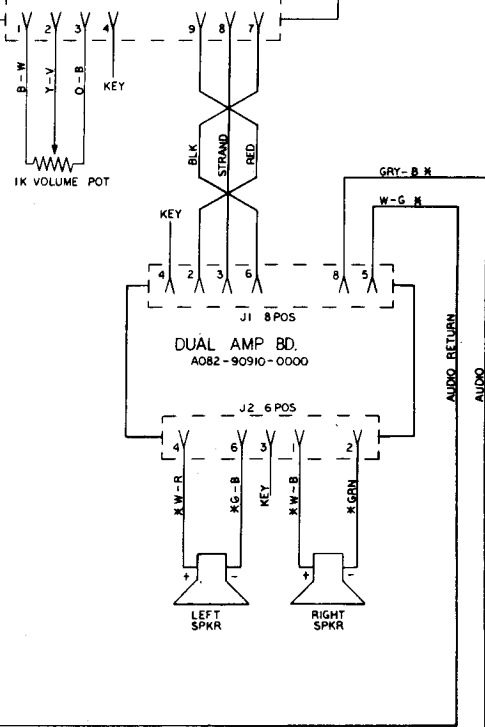 1 2 3 4 9 8 7
B-W Y-V O-B KEY
1K VOLUME POT
BLK STRAND RED
GRY-B *
W-G *
KEY
4 2 3 6 8 5
J1 8 POS
DUAL AMP BD.
A082-90910-0000
AUDIO RETURN
AUDIO
J2 6 POS
4 6 3 1 2
*W-R *G-B KEY *W-B *GRN
+ - + -
LEFT
SPKR
RIGHT
SPKR